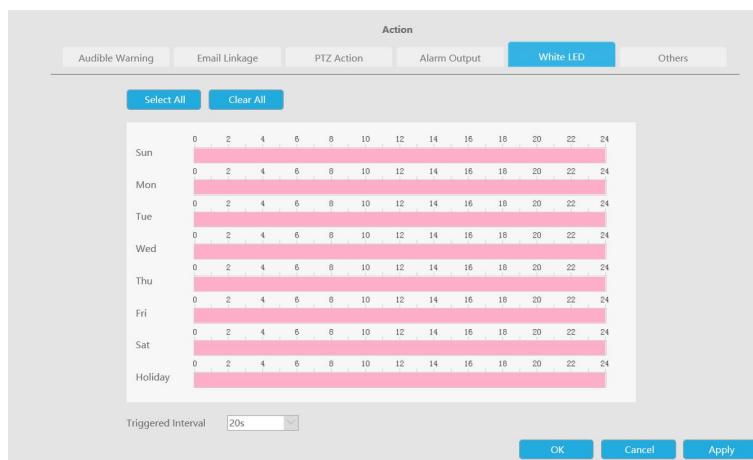 Action
Audible Warning Email Linkage PTZ Action Alarm Output White LED Others
Select All Clear All
0 2 4 6 8 10 12 14 16 18 20 22 24
Sun
0 2 4 6 8 10 12 14 16 18 20 22 24
Mon
0 2 4 6 8 10 12 14 16 18 20 22 24
Tue
0 2 4 6 8 10 12 14 16 18 20 22 24
Wed
0 2 4 6 8 10 12 14 16 18 20 22 24
Thu
0 2 4 6 8 10 12 14 16 18 20 22 24
Fri
0 2 4 6 8 10 12 14 16 18 20 22 24
Sat
0 2 4 6 8 10 12 14 16 18 20 22 24
Holiday
Triggered Interval 20s
OK Cancel Apply